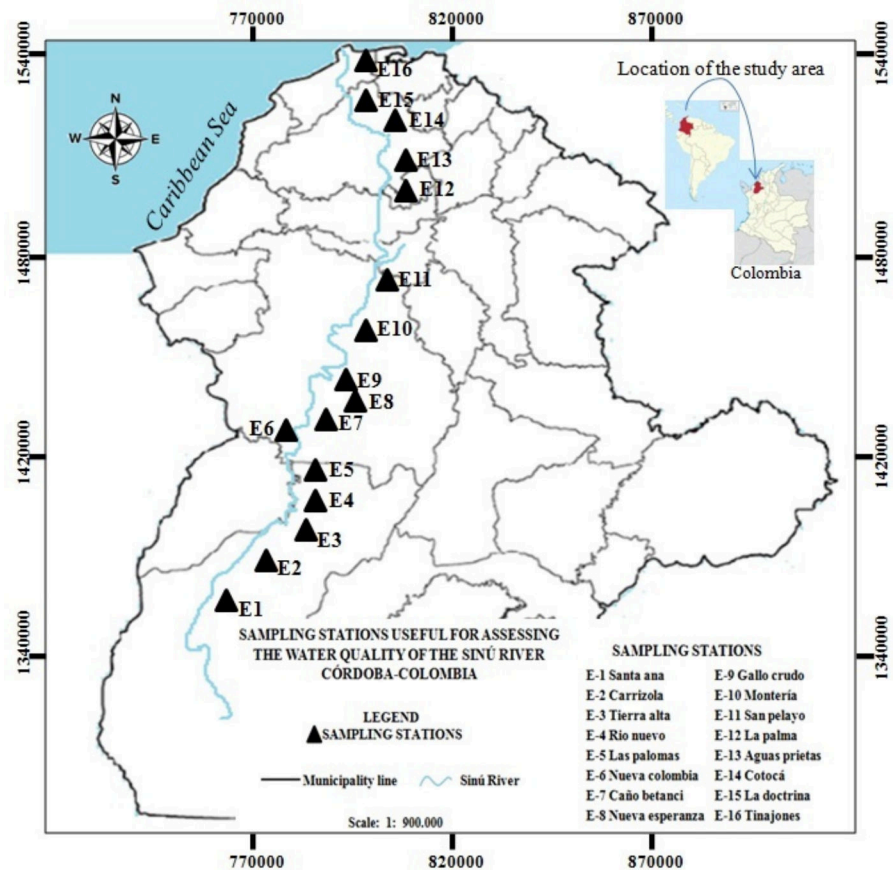 770000 820000 870000
1540000
1480000
1420000
1340000
1540000
1480000
1420000
1340000
N
W E
S
Caribbean Sea
Location of the study area
Colombia
E16
E15
E14
E13
E12
E11
E10
E9
E8
E7
E6
E5
E4
E3
E2
E1
SAMPLING STATIONS USEFUL FOR ASSESSING
THE WATER QUALITY OF THE SINÚ RIVER
CÓRDOBA-COLOMBIA
LEGEND
SAMPLING STATIONS
Municipality line Sinú River
Scale: 1: 900.000
SAMPLING STATIONS
E-1 Santa ana
E-2 Carrizola
E-3 Tierra alta
E-4 Rio nuevo
E-5 Las palomas
E-6 Nueva colombia
E-7 Caño betanci
E-8 Nueva esperanza
E-9 Gallo crudo
E-10 Montería
E-11 San pelayo
E-12 La palma
E-13 Aguas prietas
E-14 Cotocá
E-15 La doctrina
E-16 Tinajones
770000 820000 870000